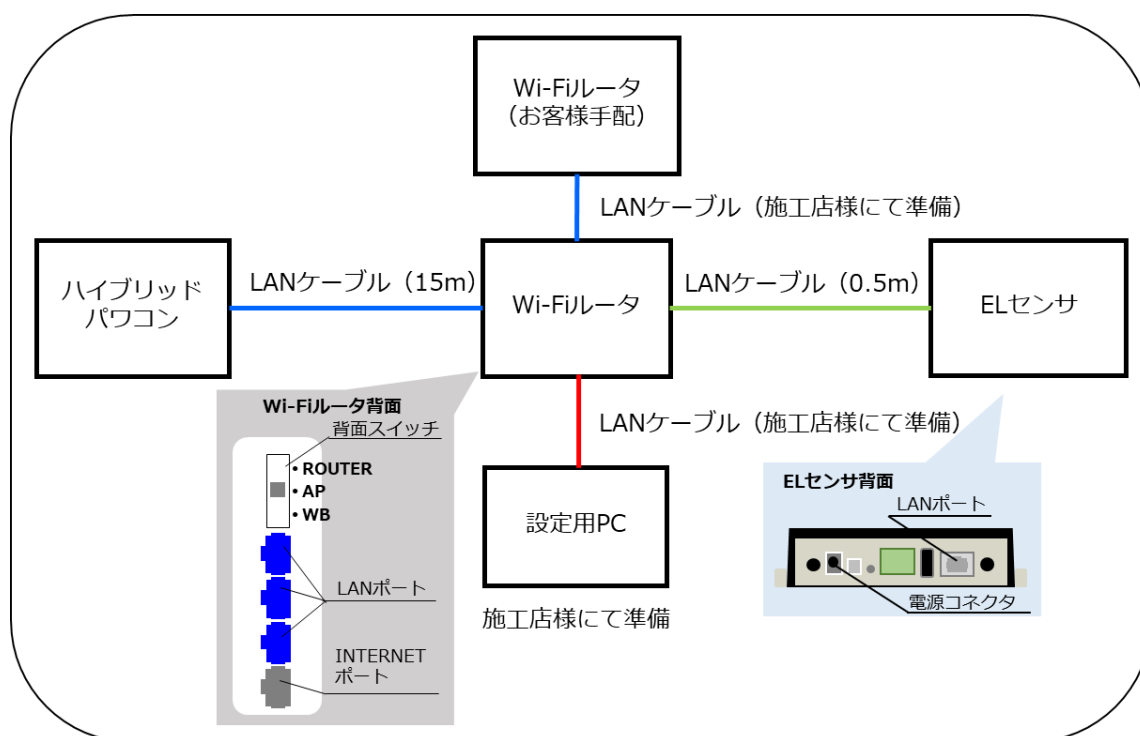 Wi-Fiルータ
（お客様手配）
LANケーブル（施工店様にて準備）
ハイブリッド
パワコン
LANケーブル（15m）
Wi-Fiルータ
LANケーブル（0.5m）
ELセンサ
Wi-Fiルータ背面
背面スイッチ
• ROUTER
• AP
• WB
LANポート
INTERNET
ポート
LANケーブル（施工店様にて準備）
設定用PC
施工店様にて準備
ELセンサ背面
LANポート
電源コネクタ